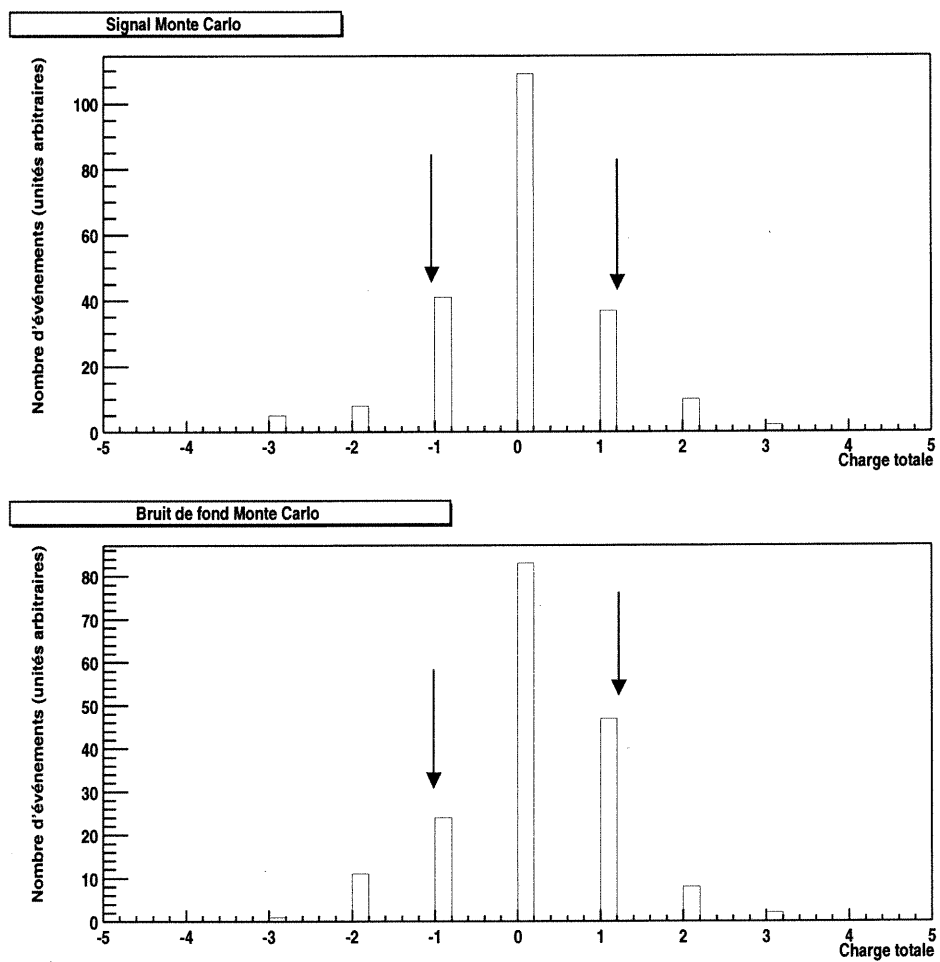 Signal Monte Carlo
Nombre d'événements (unités arbitraires)
100
80
60
40
20
0
-5 -4 -3 -2 -1 0 1 2 3 4 5
Charge totale
Bruit de fond Monte Carlo
Nombre d'événements (unités arbitraires)
80
70
60
50
40
30
20
10
0
-5 -4 -3 -2 -1 0 1 2 3 4 5
Charge totale